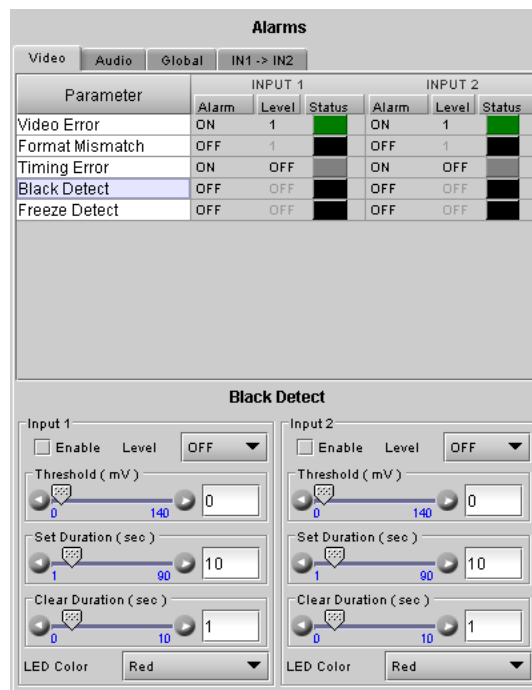 Alarms
Video Audio Global IN1 -> IN2
Parameter INPUT 1 INPUT 2
Alarm Level Status Alarm Level Status
Video Error ON 1 ON 1
Format Mismatch OFF 1 OFF 1
Timing Error ON OFF ON OFF
Black Detect OFF OFF OFF OFF
Freeze Detect OFF OFF OFF OFF
Black Detect
Input 1 Input 2
Enable Level OFF Enable Level OFF
Threshold ( mV ) Threshold ( mV )
0 140 0 0 140 0
Set Duration ( sec ) Set Duration ( sec )
1 90 10 1 90 10
Clear Duration ( sec ) Clear Duration ( sec )
0 10 1 0 10 1
LED Color Red LED Color Red